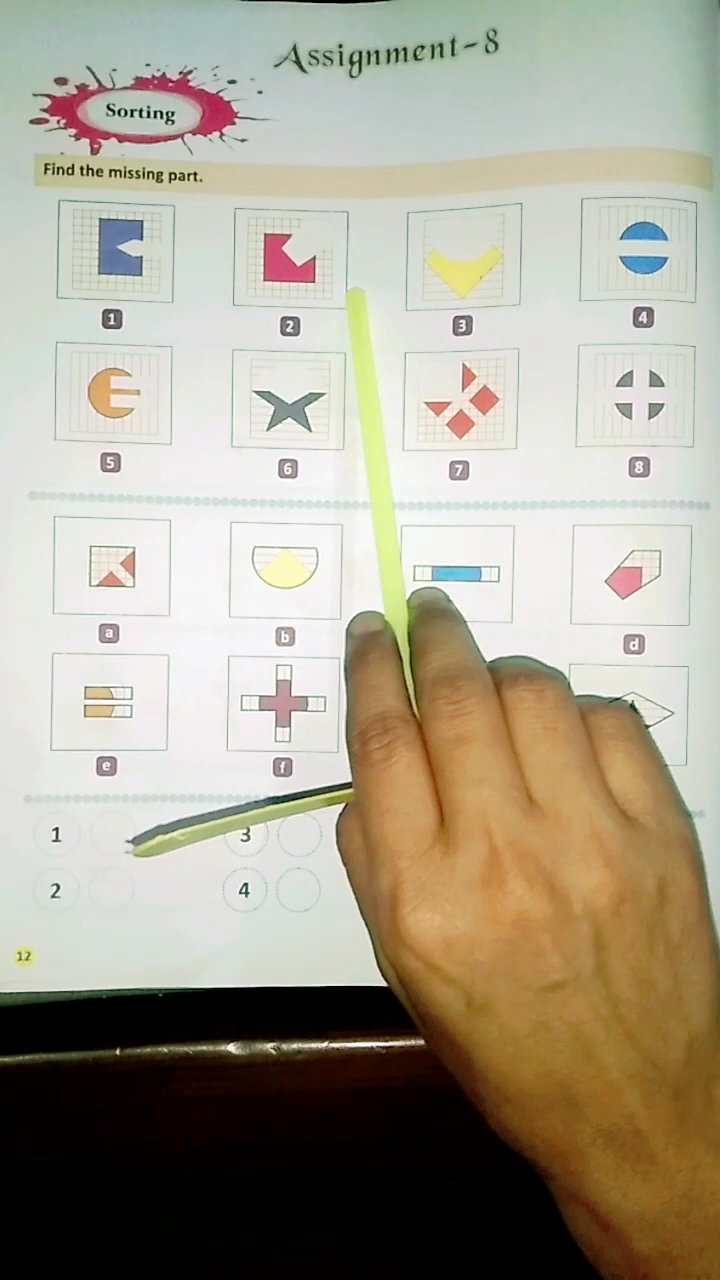 Assignment-8
Sorting
Find the missing part.
1 2 3 4
5 6 7 8
a b d
e f
1 3
2 4
12